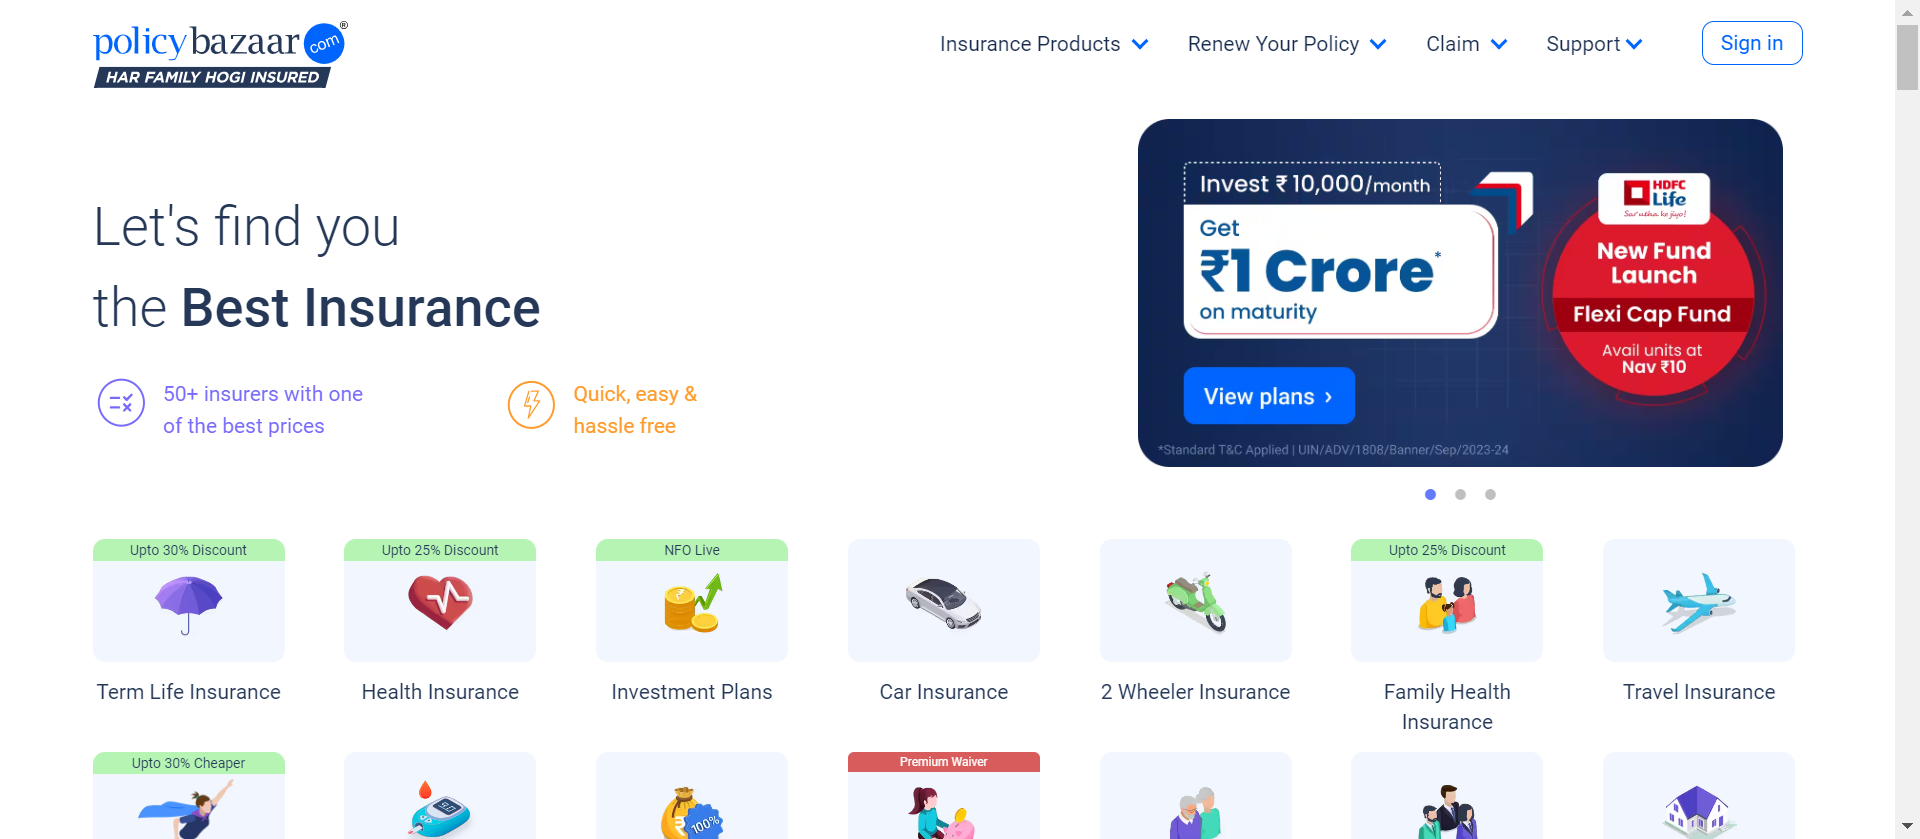 policybazaar com®
HAR FAMILY HOGI INSURED
Insurance Products
Renew Your Policy
Claim
Support
Sign in
Let's find you
the Best Insurance
50+ insurers with one
of the best prices
Quick, easy &
hassle free
Invest ₹10,000/month
Get
₹1 Crore*
on maturity
View plans ›
*Standard T&C Applied | UIN/ADV/1808/Banner/Sep/2023-24
HDFC
Life
Sar utha ke jiyo!
New Fund
Launch
Flexi Cap Fund
Avail units at
Nav ₹10
Upto 30% Discount
Term Life Insurance
Upto 25% Discount
Health Insurance
NFO Live
₹
Investment Plans
Car Insurance
2 Wheeler Insurance
Upto 25% Discount
Family Health
Insurance
Travel Insurance
Upto 30% Cheaper
₹
100%
Premium Waiver